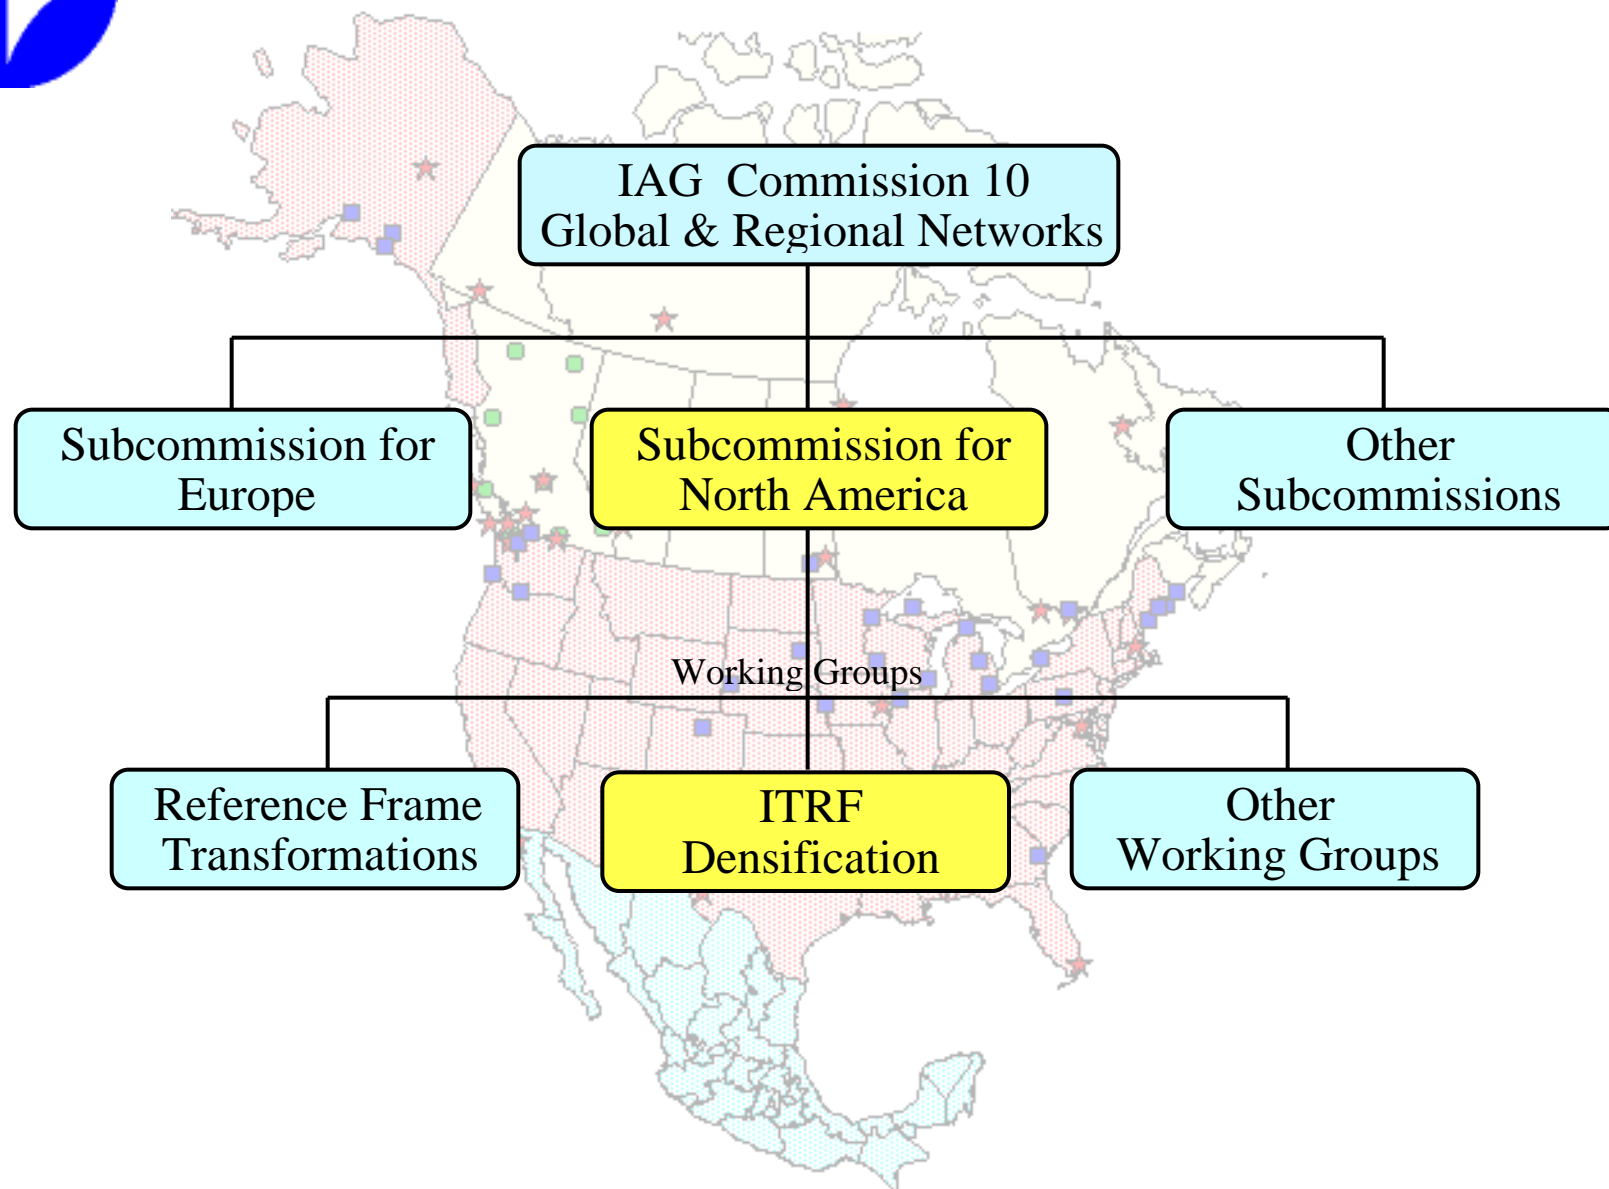 IAG Commission 10
Global & Regional Networks
Subcommission for
Europe
Subcommission for
North America
Other
Subcommissions
Working Groups
Reference Frame
Transformations
ITRF
Densification
Other
Working Groups